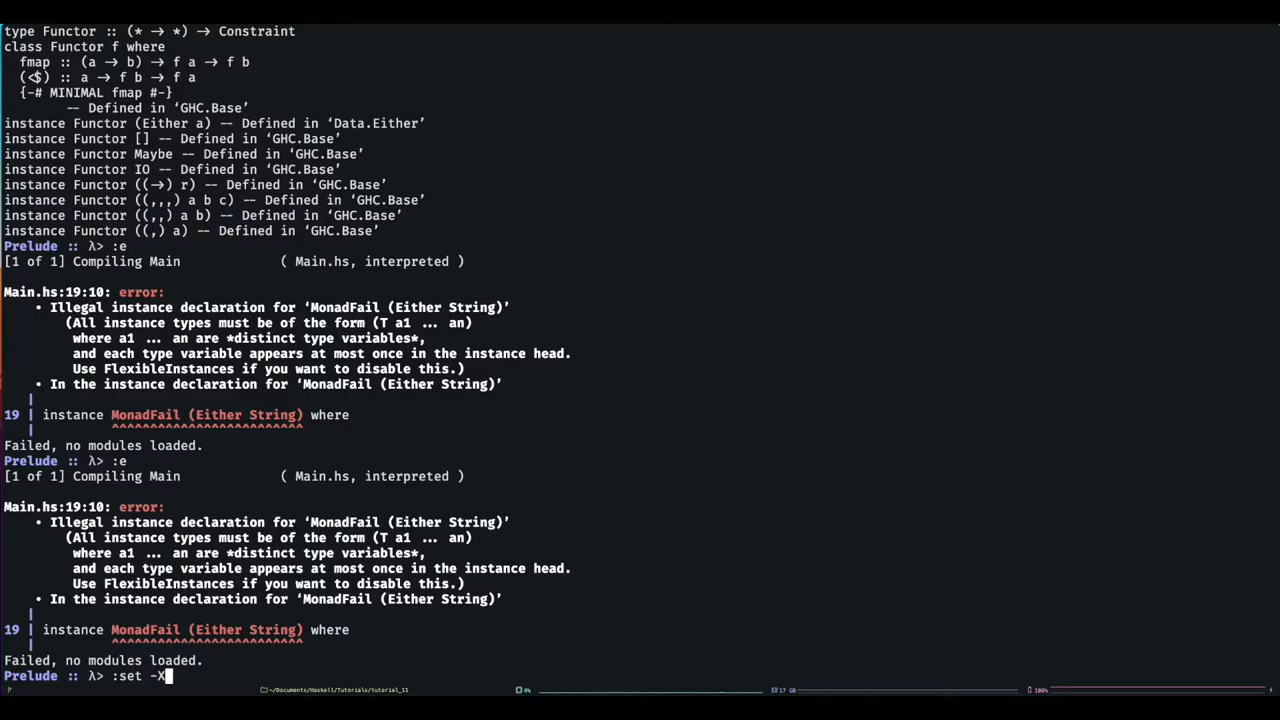 type Functor :: (* → *) → Constraint
class Functor f where
  fmap :: (a → b) → f a → f b
  (<$) :: a → f b → f a
  {-# MINIMAL fmap #-}
        -- Defined in ‘GHC.Base’
instance Functor (Either a) -- Defined in ‘Data.Either’
instance Functor [] -- Defined in ‘GHC.Base’
instance Functor Maybe -- Defined in ‘GHC.Base’
instance Functor IO -- Defined in ‘GHC.Base’
instance Functor ((→) r) -- Defined in ‘GHC.Base’
instance Functor ((,,,) a b c) -- Defined in ‘GHC.Base’
instance Functor ((,,) a b) -- Defined in ‘GHC.Base’
instance Functor ((,) a) -- Defined in ‘GHC.Base’
Prelude :: λ> :e
[1 of 1] Compiling Main             ( Main.hs, interpreted )
Main.hs:19:10: error:
    • Illegal instance declaration for ‘MonadFail (Either String)’
        (All instance types must be of the form (T a1 ... an)
         where a1 ... an are *distinct type variables*,
         and each type variable appears at most once in the instance head.
         Use FlexibleInstances if you want to disable this.)
    • In the instance declaration for ‘MonadFail (Either String)’
   |
19 | instance MonadFail (Either String) where
   |          ^^^^^^^^^^^^^^^^^^^^^^^^^
Failed, no modules loaded.
Prelude :: λ> :e
[1 of 1] Compiling Main             ( Main.hs, interpreted )
Main.hs:19:10: error:
    • Illegal instance declaration for ‘MonadFail (Either String)’
        (All instance types must be of the form (T a1 ... an)
         where a1 ... an are *distinct type variables*,
         and each type variable appears at most once in the instance head.
         Use FlexibleInstances if you want to disable this.)
    • In the instance declaration for ‘MonadFail (Either String)’
   |
19 | instance MonadFail (Either String) where
   |          ^^^^^^^^^^^^^^^^^^^^^^^^^
Failed, no modules loaded.
Prelude :: λ> :set -X
~/Documents/Haskell/Tutorials/tutorial_11 4% 17 GB 100%